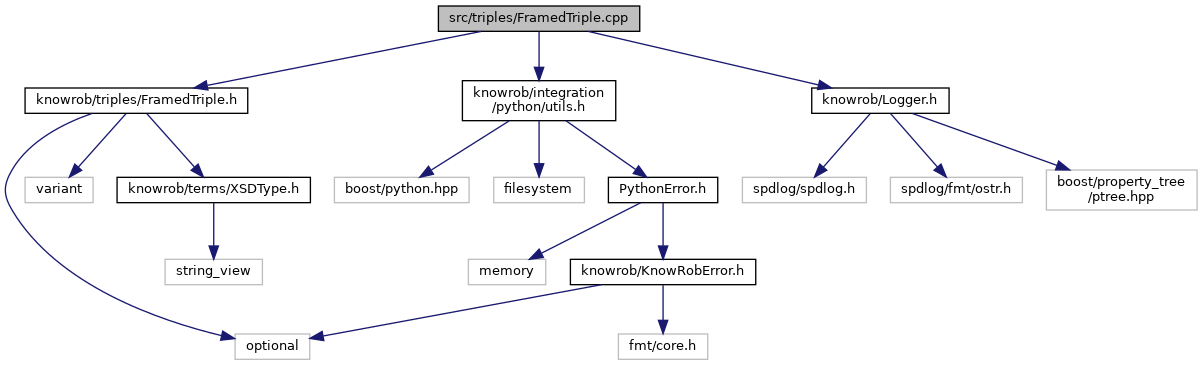 src/triples/FramedTriple.cpp
knowrob/triples/FramedTriple.h
knowrob/integration
/python/utils.h
knowrob/Logger.h
variant
knowrob/terms/XSDType.h
boost/python.hpp
filesystem
PythonError.h
spdlog/spdlog.h
spdlog/fmt/ostr.h
boost/property_tree
/ptree.hpp
string_view
memory
knowrob/KnowRobError.h
optional
fmt/core.h